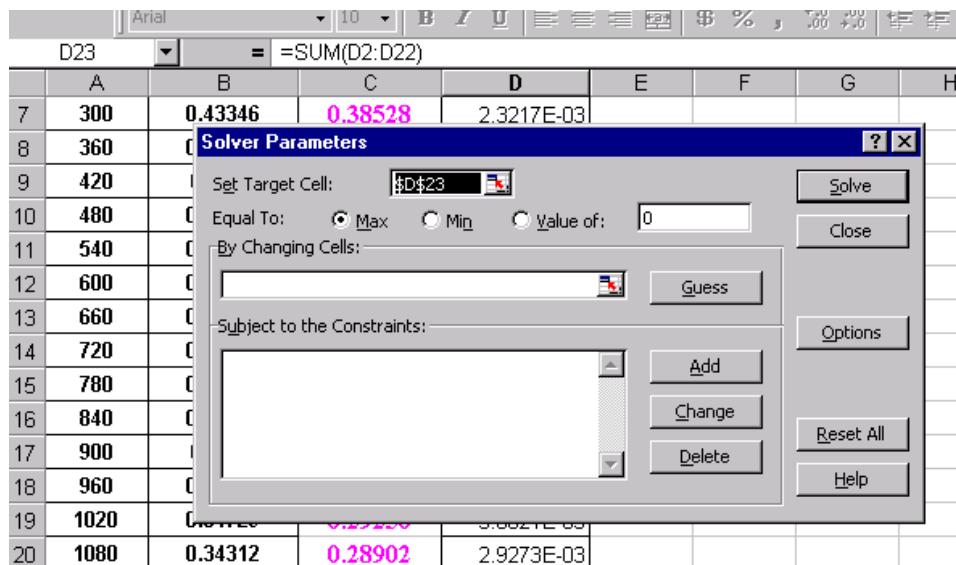 Arial 10 B I U $ % ,
D23 = =SUM(D2:D22)
A B C D E F G H
7 300 0.43346 0.38528 2.3217E-03
8 360
Solver Parameters
9 420
Set Target Cell: $D$23 Solve
10 480
Equal To: Max Min Value of: 0 Close
11 540
By Changing Cells:
12 600
Guess
13 660
Subject to the Constraints:
14 720
Options
15 780
Add
16 840
Change
Reset All
17 900
Delete
18 960
Help
19 1020
20 1080 0.34312 0.28902 2.9273E-03